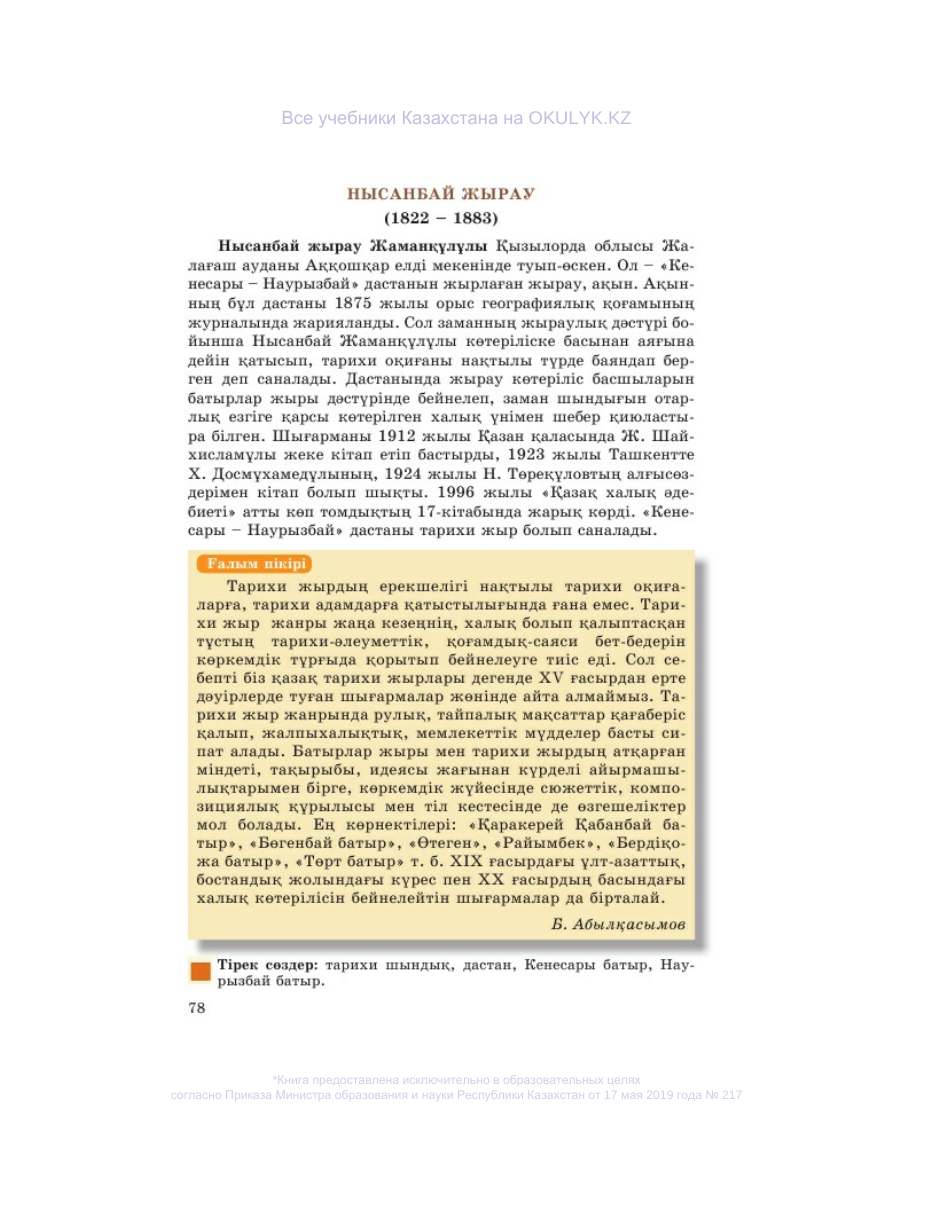 Все учебники Казахстана на OKULYK.KZ
НЫСАНБАЙ ЖЫРАУ
(1822 – 1883)
Нысанбай жырау Жаманқұлұлы Қызылорда облысы Жа-
лағаш ауданы Аққошқар елді мекенінде туып-өскен. Ол – «Ке-
несары – Наурызбай» дастанын жырлаған жырау, ақын. Ақын-
ның бұл дастаны 1875 жылы орыс географиялық қоғамының
журналында жарияланды. Сол заманның жыраулық дәстүрі бо-
йынша Нысанбай Жаманқұлұлы көтеріліске басынан аяғына
дейін қатысып, тарихи оқиғаны нақтылы түрде баяндап бер-
ген деп саналады. Дастанында жырау көтеріліс басшыларын
батырлар жыры дәстүрінде бейнелеп, заман шындығын отар-
лық езгіге қарсы көтерілген халық үнімен шебер қиюласты-
ра білген. Шығарманы 1912 жылы Қазан қаласында Ж. Шай-
хисламұлы жеке кітап етіп бастырды, 1923 жылы Ташкентте
Х. Досмұхамедұлының, 1924 жылы Н. Төреқұловтың алғысөз-
дерімен кітап болып шықты. 1996 жылы «Қазақ халық әде-
биеті» атты көп томдықтың 17-кітабында жарық көрді. «Кене-
сары – Наурызбай» дастаны тарихи жыр болып саналады.
Ғалым пікірі
Тарихи жырдың ерекшелігі нақтылы тарихи оқиға-
ларға, тарихи адамдарға қатыстылығында ғана емес. Тари-
хи жыр жанры жаңа кезеңнің, халық болып қалыптасқан
тұстың тарихи-әлеуметтік, қоғамдық-саяси бет-бедерін
көркемдік тұрғыда қорытып бейнелеуге тиіс еді. Сол се-
бепті біз қазақ тарихи жырлары дегенде XV ғасырдан ерте
дәуірлерде туған шығармалар жөнінде айта алмаймыз. Та-
рихи жыр жанрында рулық, тайпалық мақсаттар қағаберіс
қалып, жалпыхалықтық, мемлекеттік мүдделер басты си-
пат алады. Батырлар жыры мен тарихи жырдың атқарған
міндеті, тақырыбы, идеясы жағынан күрделі айырмашы-
лықтарымен бірге, көркемдік жүйесінде сюжеттік, компо-
зициялық құрылысы мен тіл кестесінде де өзгешеліктер
мол болады. Ең көрнектілері: «Қаракерей Қабанбай ба-
тыр», «Бөгенбай батыр», «Өтеген», «Райымбек», «Бердіқо-
жа батыр», «Төрт батыр» т. б. XIX ғасырдағы ұлт-азаттық,
бостандық жолындағы күрес пен XX ғасырдың басындағы
халық көтерілісін бейнелейтін шығармалар да бірталай.
Б. Абылқасымов
Тірек сөздер: тарихи шындық, дастан, Кенесары батыр, Нау-
рызбай батыр.
78
*Книга предоставлена исключительно в образовательных целях
согласно Приказа Министра образования и науки Республики Казахстан от 17 мая 2019 года № 217